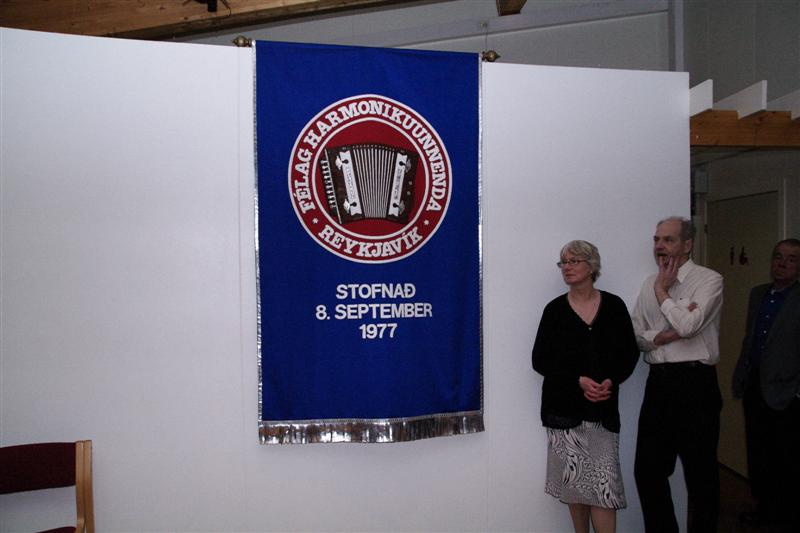 FÉLAG HARMONIKUUNNENDA
* REYKJAVÍK *
STOFNAÐ
8. SEPTEMBER
1977